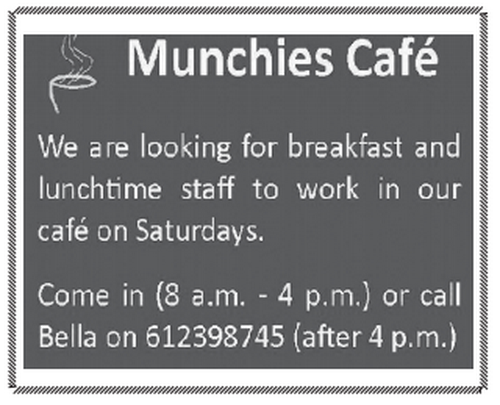 Munchies Café
We are looking for breakfast and
lunchtime staff to work in our
café on Saturdays.
Come in (8 a.m. - 4 p.m.) or call
Bella on 612398745 (after 4 p.m.)